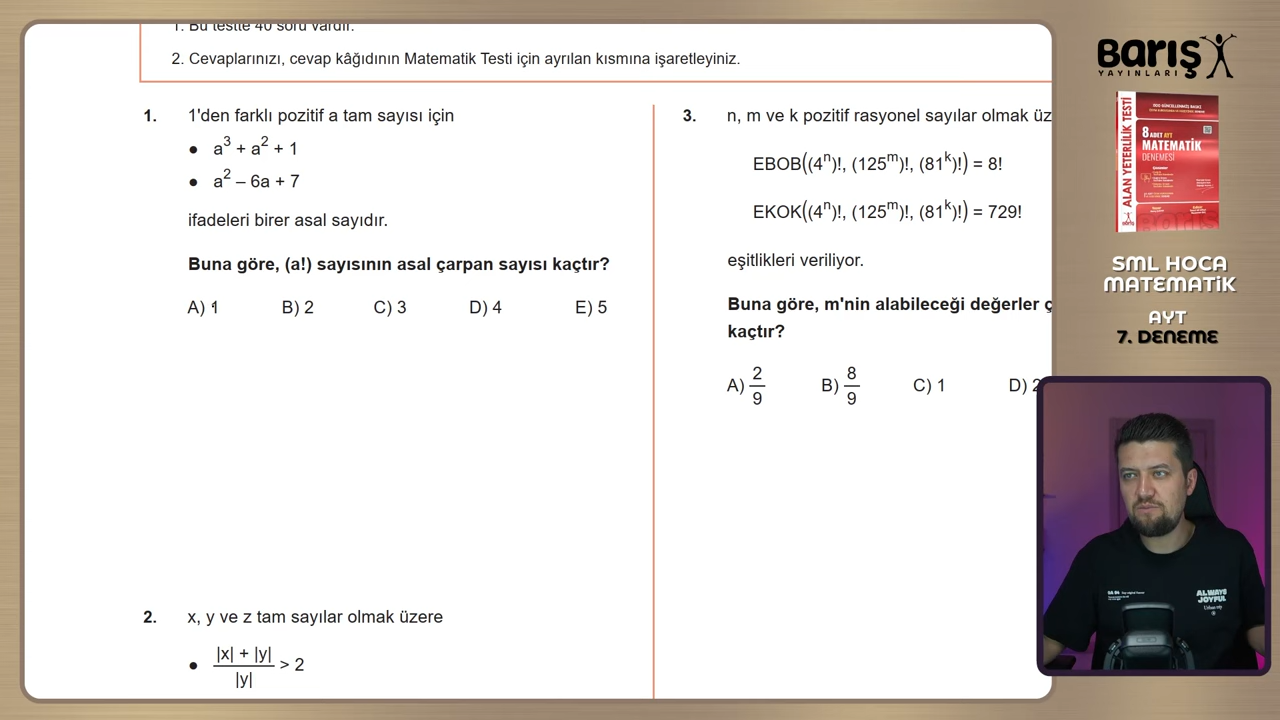 1. Bu testte 40 soru vardır.
2. Cevaplarınızı, cevap kâğıdının Matematik Testi için ayrılan kısmına işaretleyiniz.
1. 1'den farklı pozitif a tam sayısı için
• a³ + a² + 1
• a² – 6a + 7
ifadeleri birer asal sayıdır.
Buna göre, (a!) sayısının asal çarpan sayısı kaçtır?
A) 1 B) 2 C) 3 D) 4 E) 5
2. x, y ve z tam sayılar olmak üzere
• |x| + |y|
|y|
> 2
3. n, m ve k pozitif rasyonel sayılar olmak üz
EBOB((4ⁿ)!, (125ᵐ)!, (81ᵏ)!) = 8!
EKOK((4ⁿ)!, (125ᵐ)!, (81ᵏ)!) = 729!
eşitlikleri veriliyor.
Buna göre, m'nin alabileceği değerler ç
kaçtır?
A) 2/9 B) 8/9 C) 1 D) 2
Barış
YAYINLARI
ALAN YETERLİLİK TESTİ
8 ADET AYT
MATEMATİK
DENEMESİ
Barış
SML HOCA
MATEMATİK
AYT
7. DENEME
ALWAYS
JOYFUL